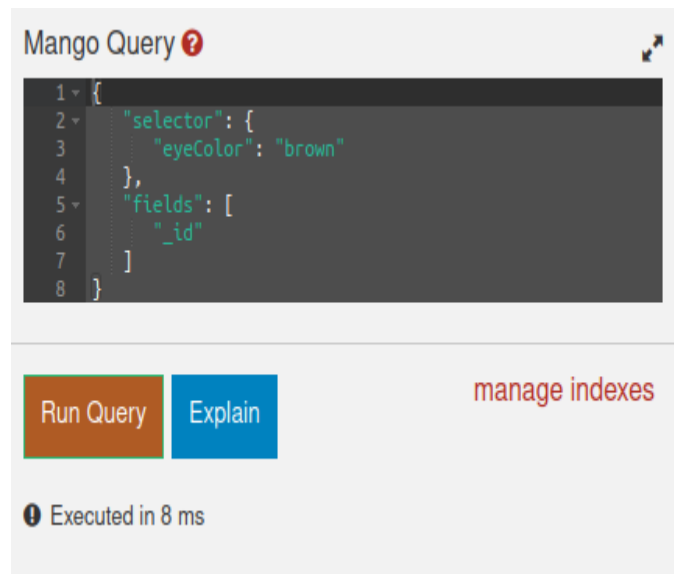 Mango Query ?
1 {
2 "selector": {
3 "eyeColor": "brown"
4 },
5 "fields": [
6 "_id"
7 ]
8 }
Run Query Explain manage indexes
! Executed in 8 ms